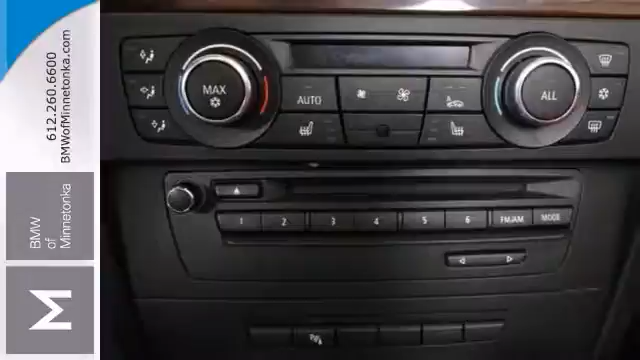 612.260.6600
BMWofMinnetonka.com
BMW
of
Minnetonka
M
MAX
AUTO
ALL
1 2 3 4 5 6 FM/AM MODE